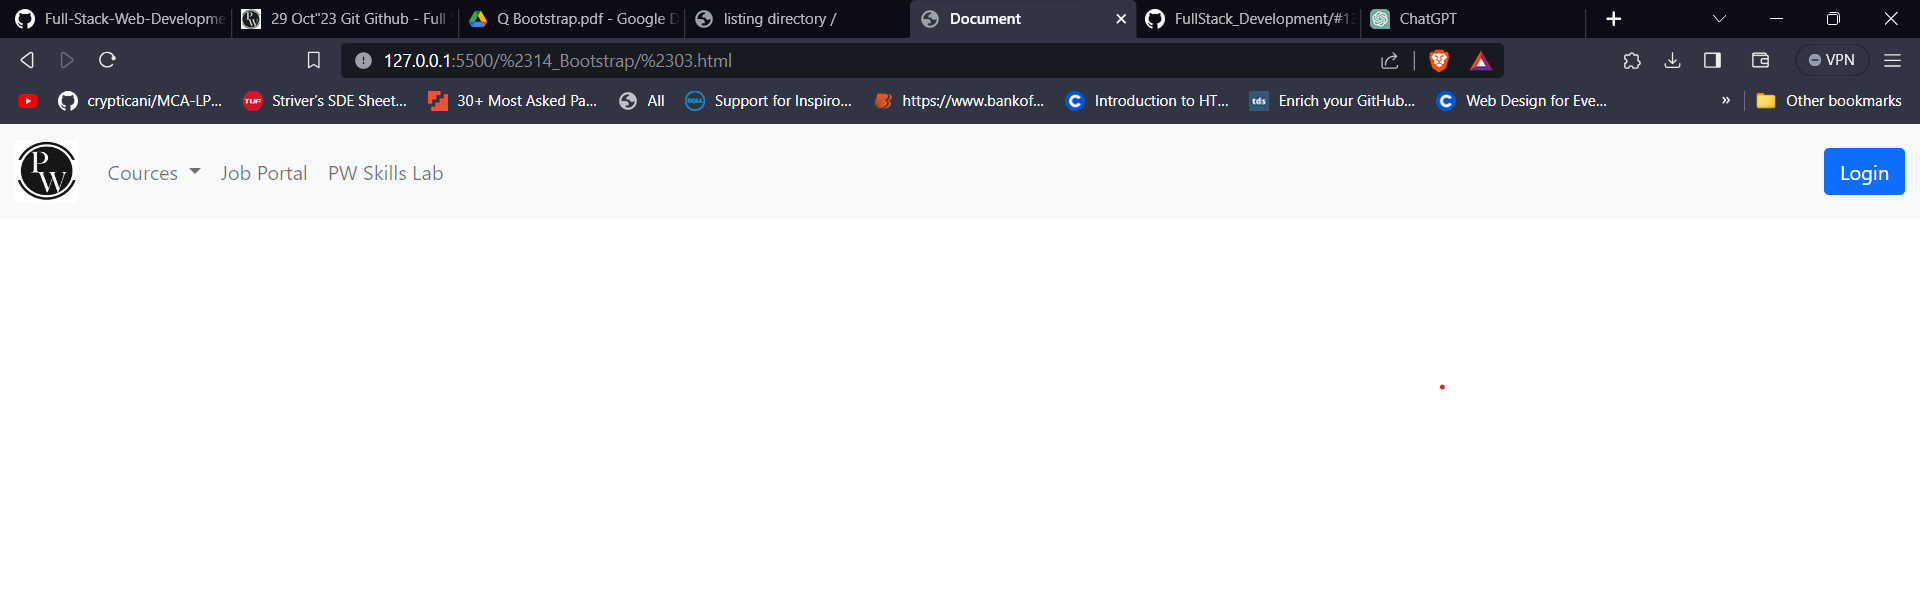 Full-Stack-Web-Developme
29 Oct"23 Git Github - Full
Q Bootstrap.pdf - Google D
listing directory /
Document
FullStack_Development/#1
ChatGPT
127.0.0.1:5500/%2314_Bootstrap/%2303.html
VPN
crypticani/MCA-LP...
TUF
Striver's SDE Sheet...
30+ Most Asked Pa...
All
DELL
Support for Inspiro...
https://www.bankof...
C
Introduction to HT...
tds
Enrich your GitHub...
C
Web Design for Eve...
»
Other bookmarks
PW
Cources
Job Portal
PW Skills Lab
Login